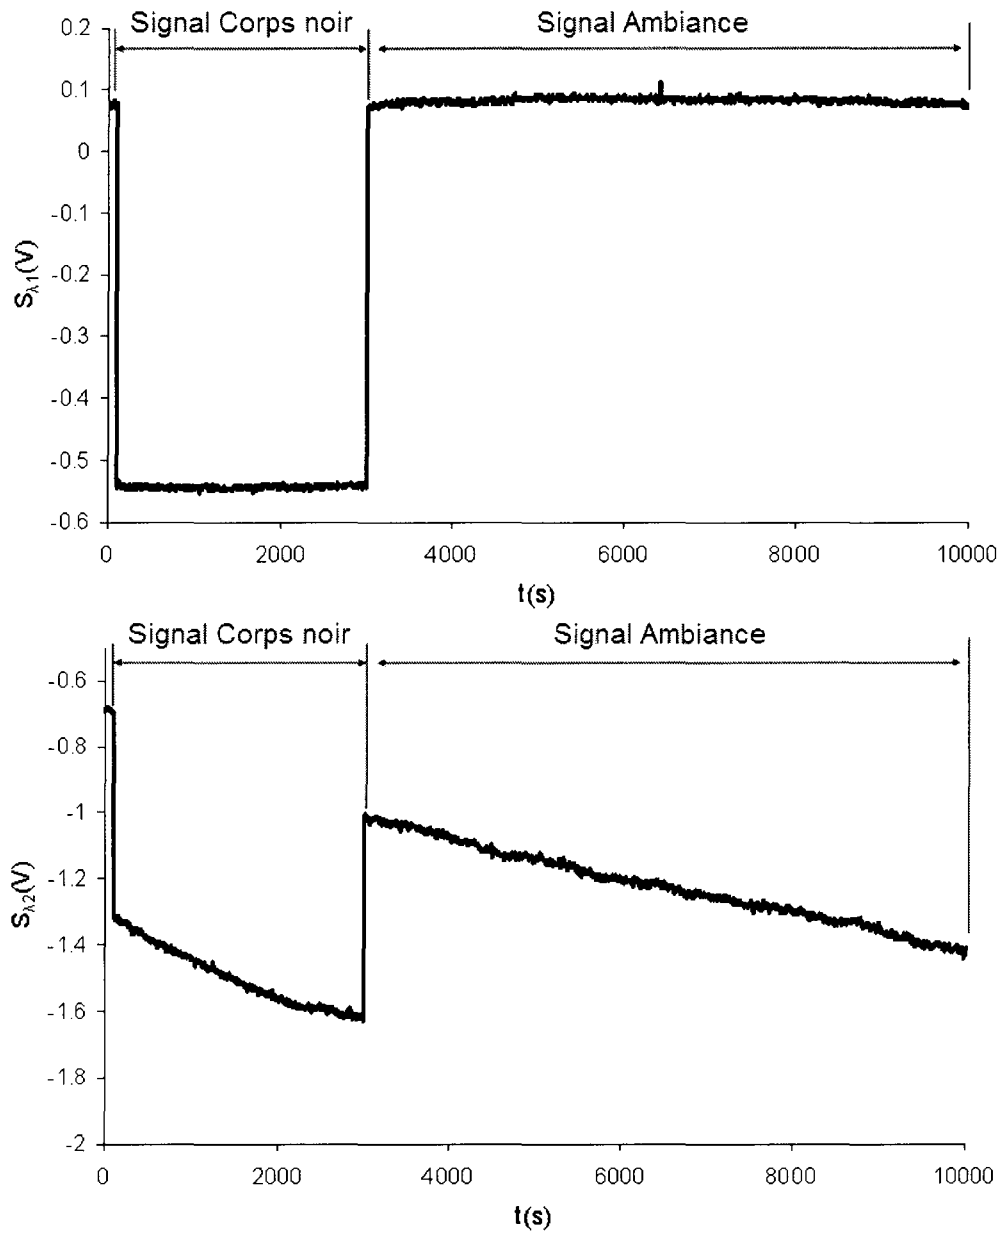 Signal Corps noir Signal Ambiance
0.2
0.1
0
-0.1
-0.2
-0.3
-0.4
-0.5
-0.6
Sλ1(V)
0 2000 4000 6000 8000 10000
t(s)
Signal Corps noir Signal Ambiance
-0.6
-0.8
-1
-1.2
-1.4
-1.6
-1.8
-2
Sλ2(V)
0 2000 4000 6000 8000 10000
t(s)